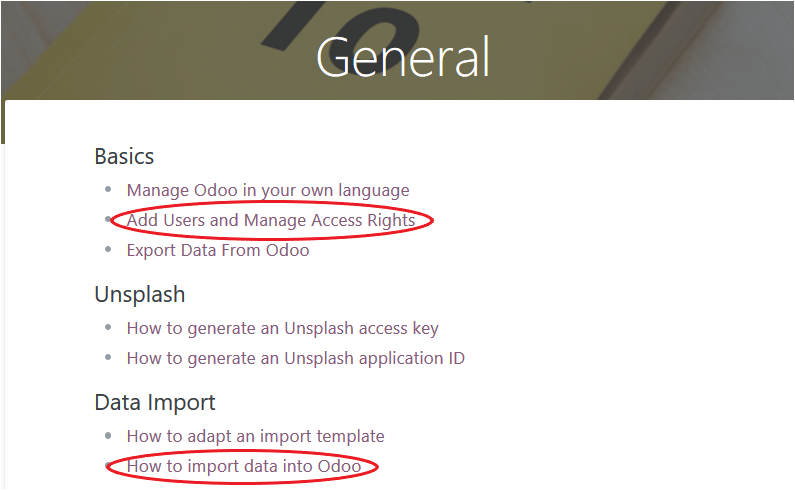 General
Basics
Manage Odoo in your own language
Add Users and Manage Access Rights
Export Data From Odoo
Unsplash
How to generate an Unsplash access key
How to generate an Unsplash application ID
Data Import
How to adapt an import template
How to import data into Odoo